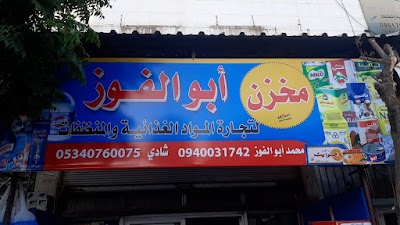 مخزن
أبو الفوز
لتجارة المواد الغذائية والمنظفات
محمد أبو الفوز 0940031742 شادي 05340760075